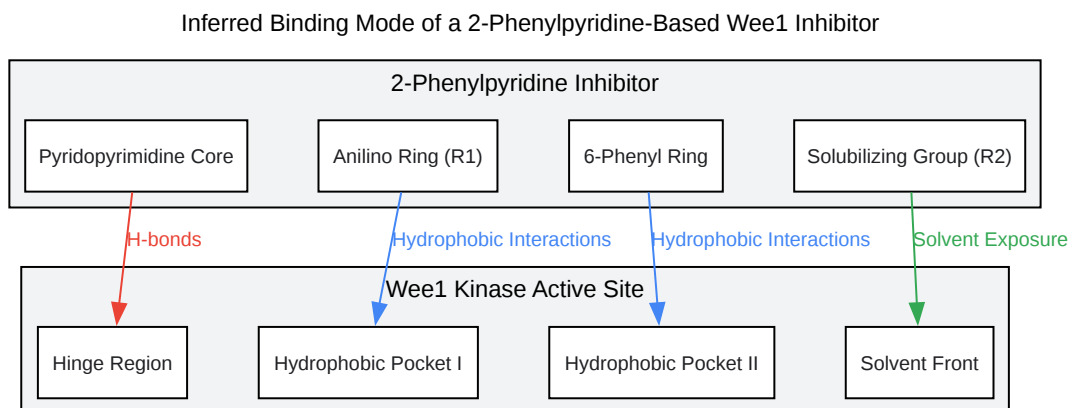 Inferred Binding Mode of a 2-Phenylpyridine-Based Wee1 Inhibitor
2-Phenylpyridine Inhibitor
Pyridopyrimidine Core
Anilino Ring (R1)
6-Phenyl Ring
Solubilizing Group (R2)
H-bonds
Hydrophobic Interactions
Hydrophobic Interactions
Solvent Exposure
Wee1 Kinase Active Site
Hinge Region
Hydrophobic Pocket I
Hydrophobic Pocket II
Solvent Front